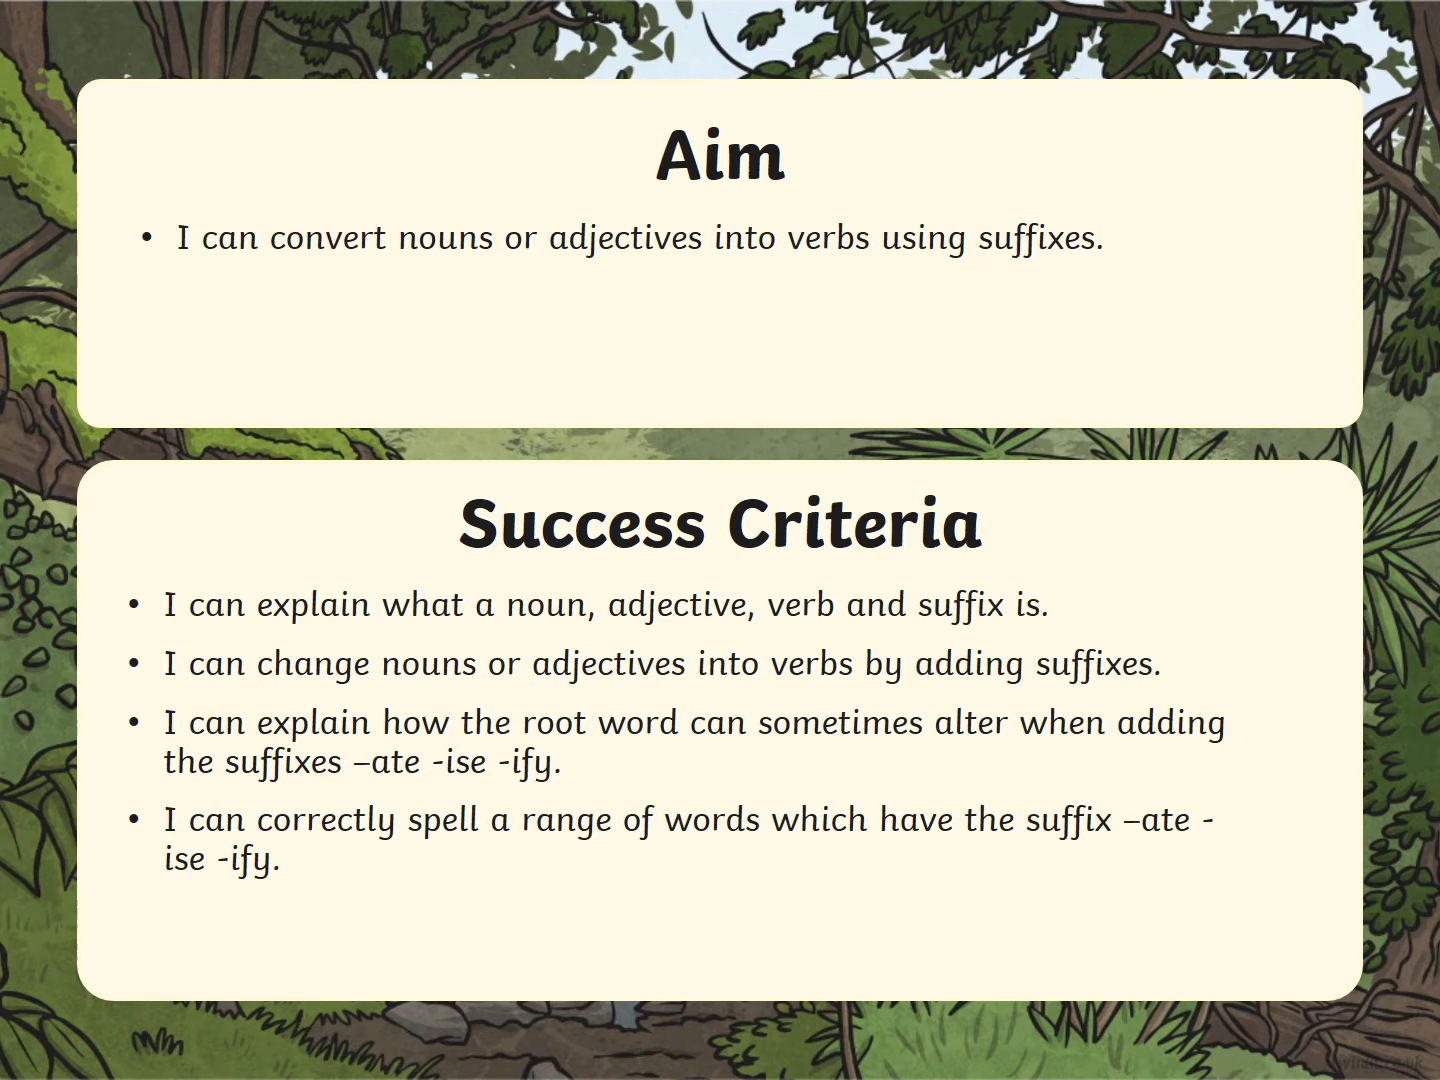 Aim
• I can convert nouns or adjectives into verbs using suffixes.
Success Criteria
• I can explain what a noun, adjective, verb and suffix is.
• I can change nouns or adjectives into verbs by adding suffixes.
• I can explain how the root word can sometimes alter when adding
the suffixes –ate -ise -ify.
• I can correctly spell a range of words which have the suffix –ate -
ise -ify.